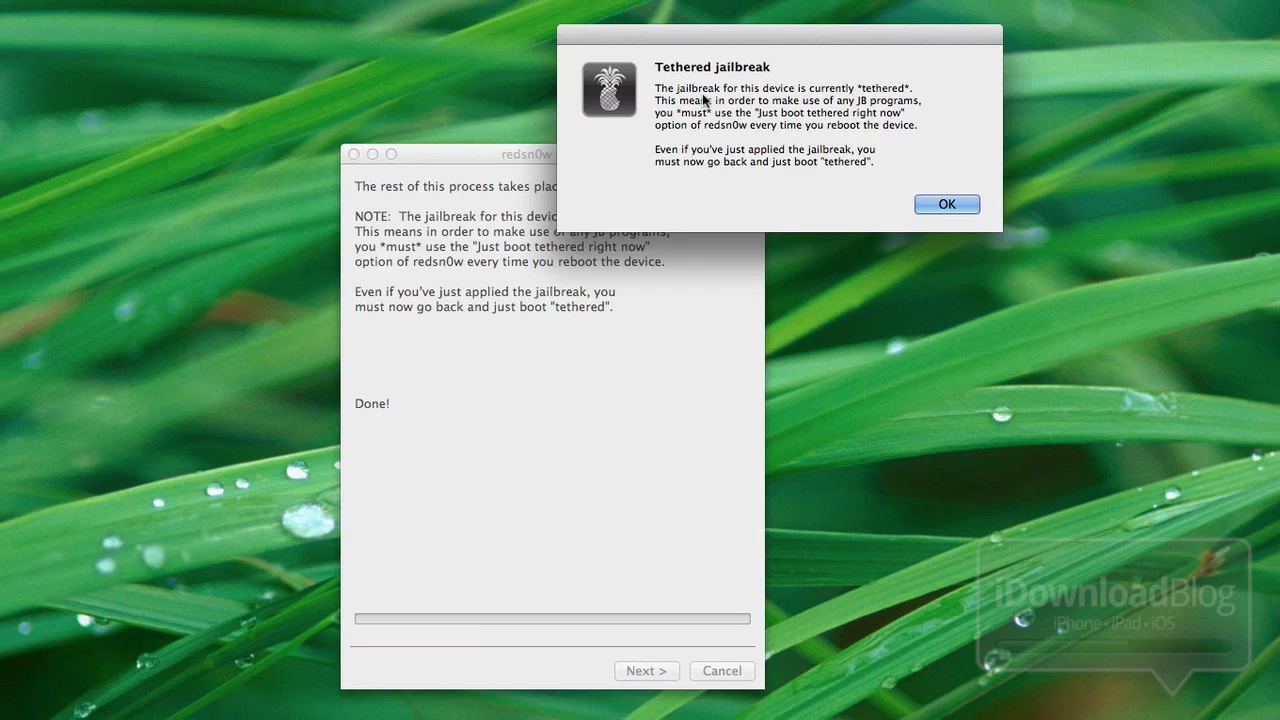 Tethered jailbreak
The jailbreak for this device is currently *tethered*.
This means in order to make use of any JB programs,
you *must* use the "Just boot tethered right now"
option of redsn0w every time you reboot the device.
Even if you've just applied the jailbreak, you
must now go back and just boot "tethered".
OK
redsn0w
The rest of this process takes
NOTE: The jailbreak for this
This means in order to make use of any JB programs,
you *must* use the "Just boot tethered right now"
option of redsn0w every time you reboot the device.
Even if you've just applied the jailbreak, you
must now go back and just boot "tethered".
Done!
Next >
Cancel
iDownloadBlog
iPhone • iPad • iOS